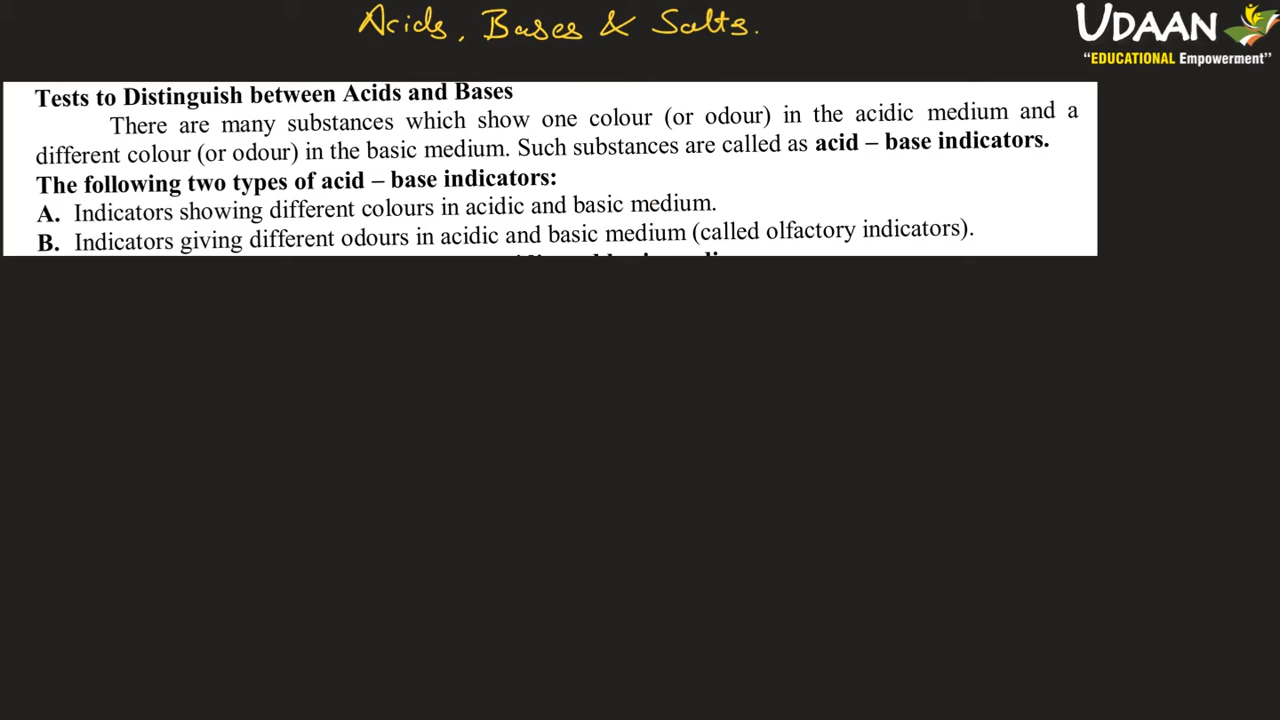 Acids, Bases & Salts.
UDAAN
“EDUCATIONAL Empowerment”
Tests to Distinguish between Acids and Bases
There are many substances which show one colour (or odour) in the acidic medium and a
different colour (or odour) in the basic medium. Such substances are called as acid – base indicators.
The following two types of acid – base indicators:
A. Indicators showing different colours in acidic and basic medium.
B. Indicators giving different odours in acidic and basic medium (called olfactory indicators).